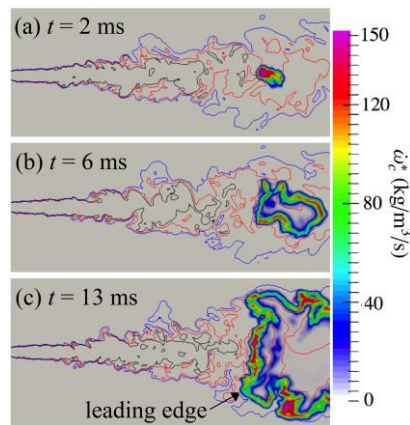 (a) t = 2 ms
(b) t = 6 ms
(c) t = 13 ms
leading edge
150
120
80
40
0
ω̇*c (kg/m³/s)